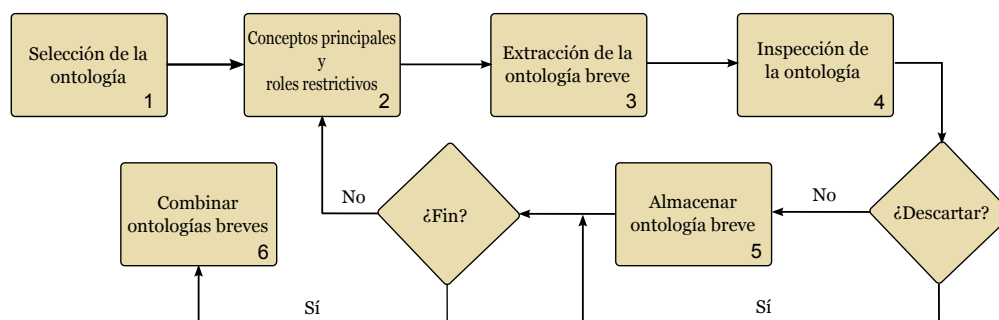 Selección de la
ontología
1
Conceptos principales
y
roles restrictivos
2
Extracción de la
ontología breve
3
Inspección de
la ontología
4
Combinar
ontologías breves
6
No
¿Fin?
Almacenar
ontología breve
5
No
¿Descartar?
Sí
Sí